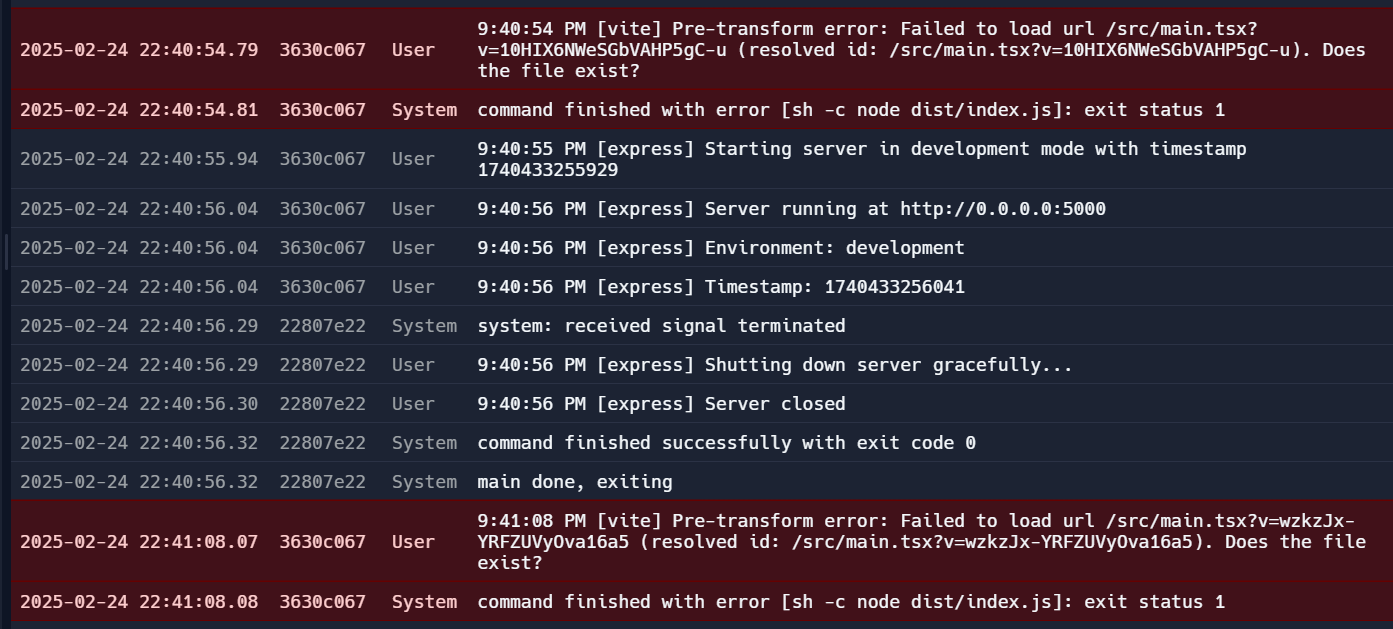 9:40:54 PM [vite] Pre-transform error: Failed to load url /src/main.tsx?
2025-02-24 22:40:54.79 3630c067 User v=10HIX6NWeSGbVAHP5gC-u (resolved id: /src/main.tsx?v=10HIX6NWeSGbVAHP5gC-u). Does
the file exist?
2025-02-24 22:40:54.81 3630c067 System command finished with error [sh -c node dist/index.js]: exit status 1
2025-02-24 22:40:55.94 3630c067 User 9:40:55 PM [express] Starting server in development mode with timestamp
1740433255929
2025-02-24 22:40:56.04 3630c067 User 9:40:56 PM [express] Server running at http://0.0.0.0:5000
2025-02-24 22:40:56.04 3630c067 User 9:40:56 PM [express] Environment: development
2025-02-24 22:40:56.04 3630c067 User 9:40:56 PM [express] Timestamp: 1740433256041
2025-02-24 22:40:56.29 22807e22 System system: received signal terminated
2025-02-24 22:40:56.29 22807e22 User 9:40:56 PM [express] Shutting down server gracefully...
2025-02-24 22:40:56.30 22807e22 User 9:40:56 PM [express] Server closed
2025-02-24 22:40:56.32 22807e22 System command finished successfully with exit code 0
2025-02-24 22:40:56.32 22807e22 System main done, exiting
9:41:08 PM [vite] Pre-transform error: Failed to load url /src/main.tsx?v=wzkzJx-
2025-02-24 22:41:08.07 3630c067 User YRFZUVyOva16a5 (resolved id: /src/main.tsx?v=wzkzJx-YRFZUVyOva16a5). Does the file
exist?
2025-02-24 22:41:08.08 3630c067 System command finished with error [sh -c node dist/index.js]: exit status 1